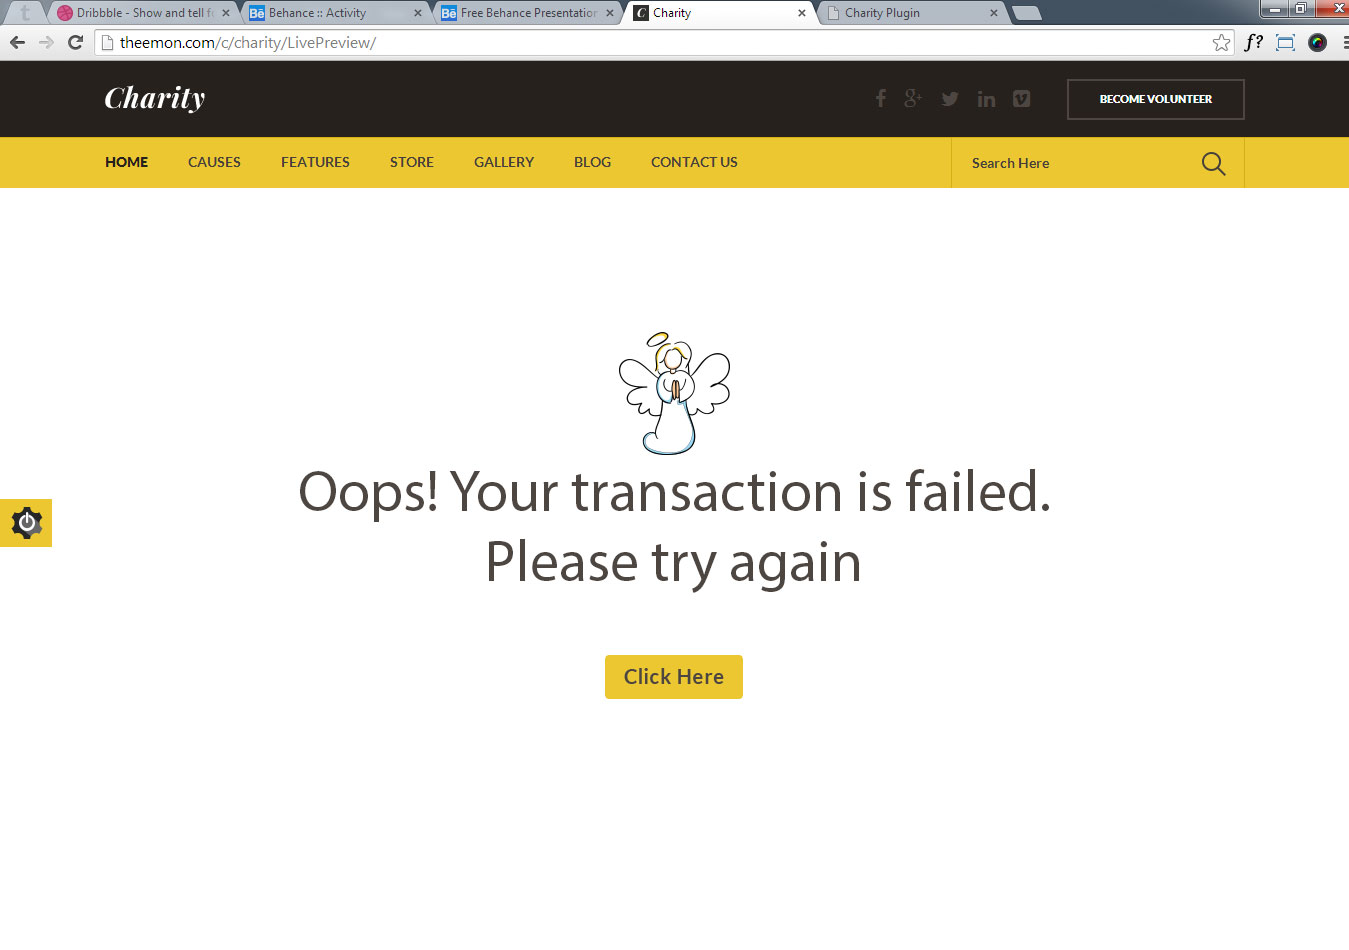 Dribbble - Show and tell fo
Behance :: Activity
Free Behance Presentation
Charity
Charity Plugin
theemon.com/c/charity/LivePreview/
f?
Charity
BECOME VOLUNTEER
HOME CAUSES FEATURES STORE GALLERY BLOG CONTACT US
Search Here
Oops! Your transaction is failed.
Please try again
Click Here